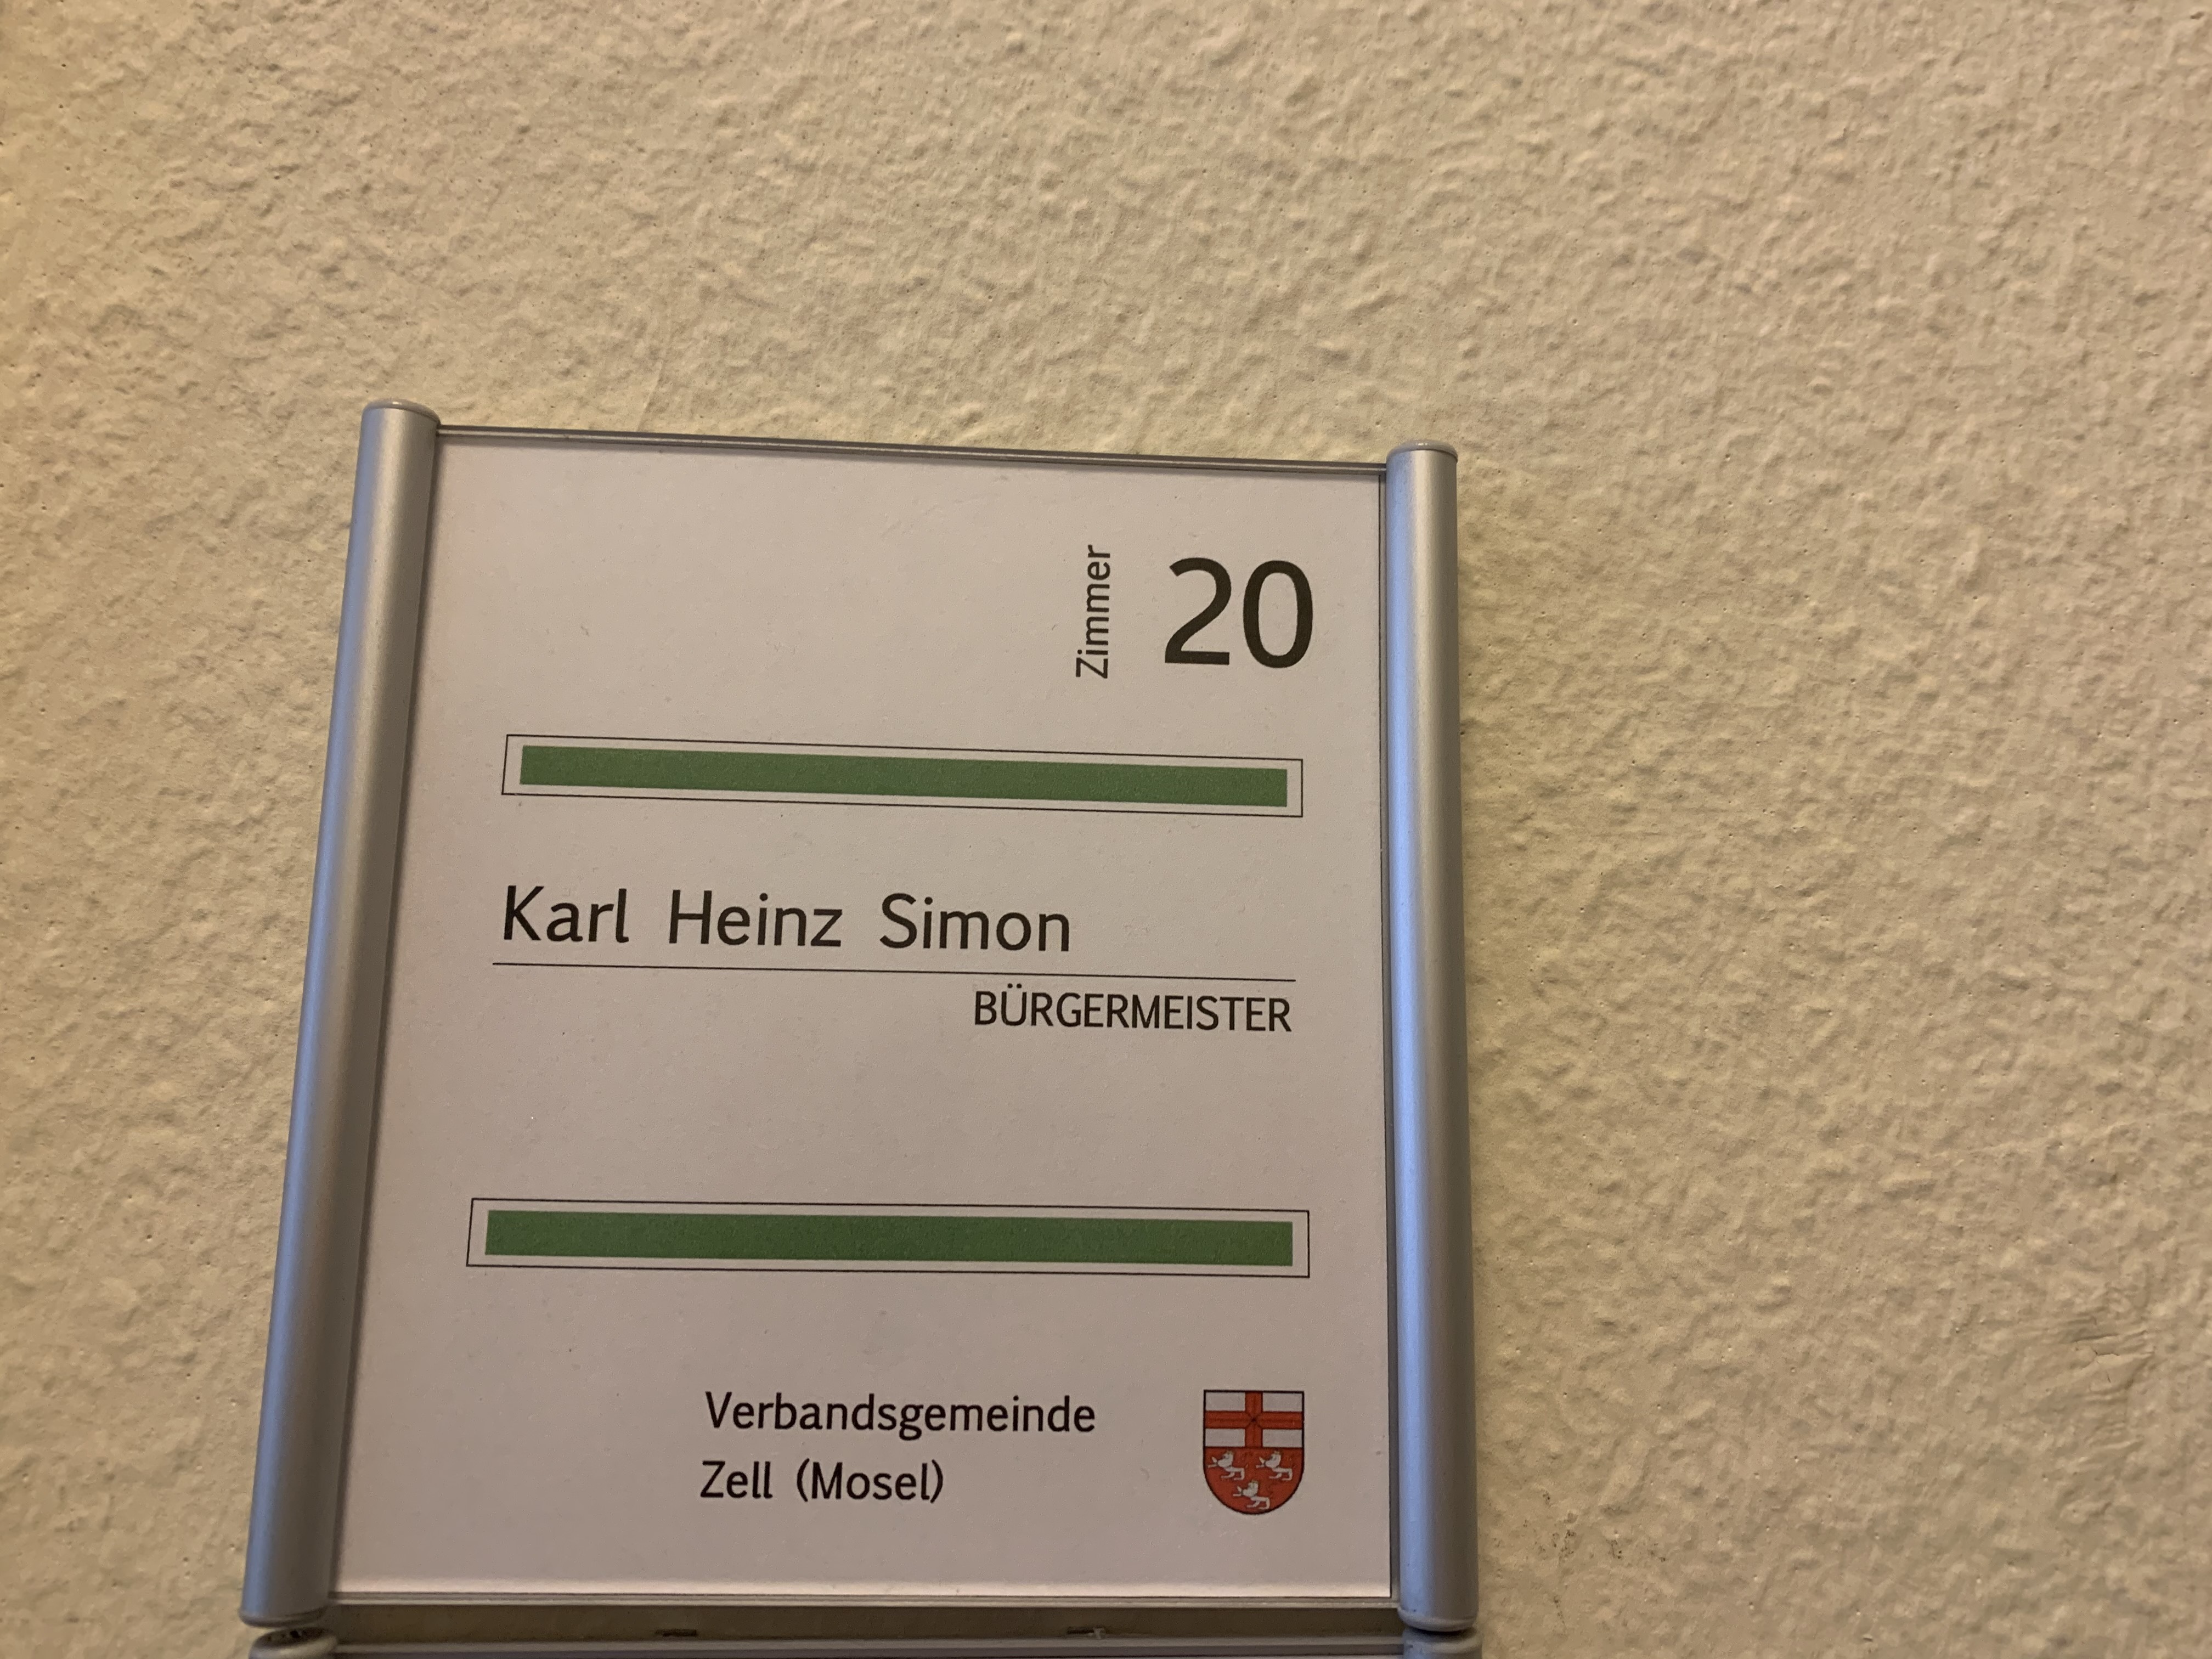 Zimmer 20
Karl Heinz Simon
BÜRGERMEISTER
Verbandsgemeinde
Zell (Mosel)